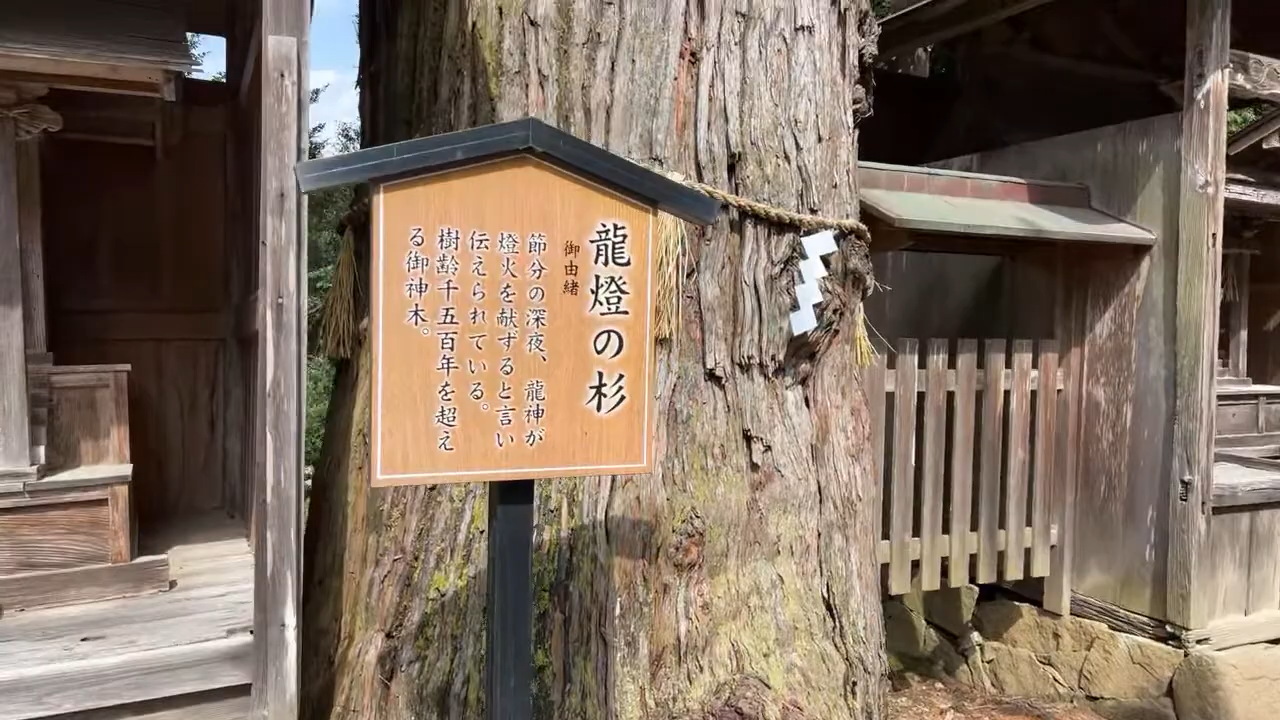 龍燈の杉
御由緒
節分の深夜、龍神が
燈火を献ずると言い
伝えられている。
樹齢千五百年を超え
る御神木。